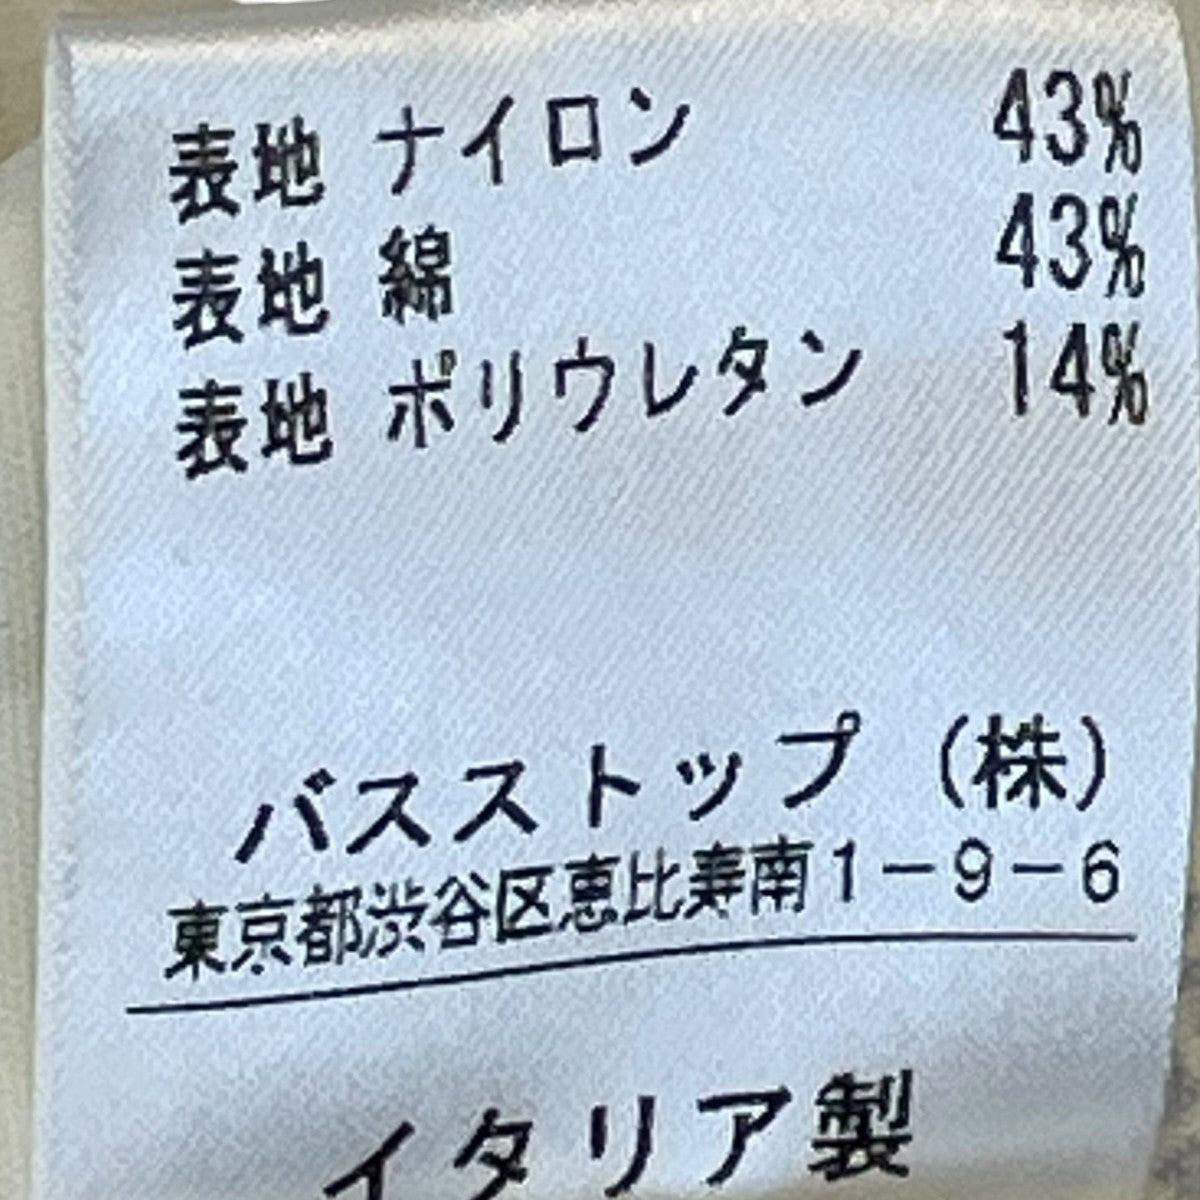 表地 ナイロン 43%
表地 綿 43%
表地 ポリウレタン 14%
バスストップ (株)
東京都渋谷区恵比寿南1-9-6
イタリア製